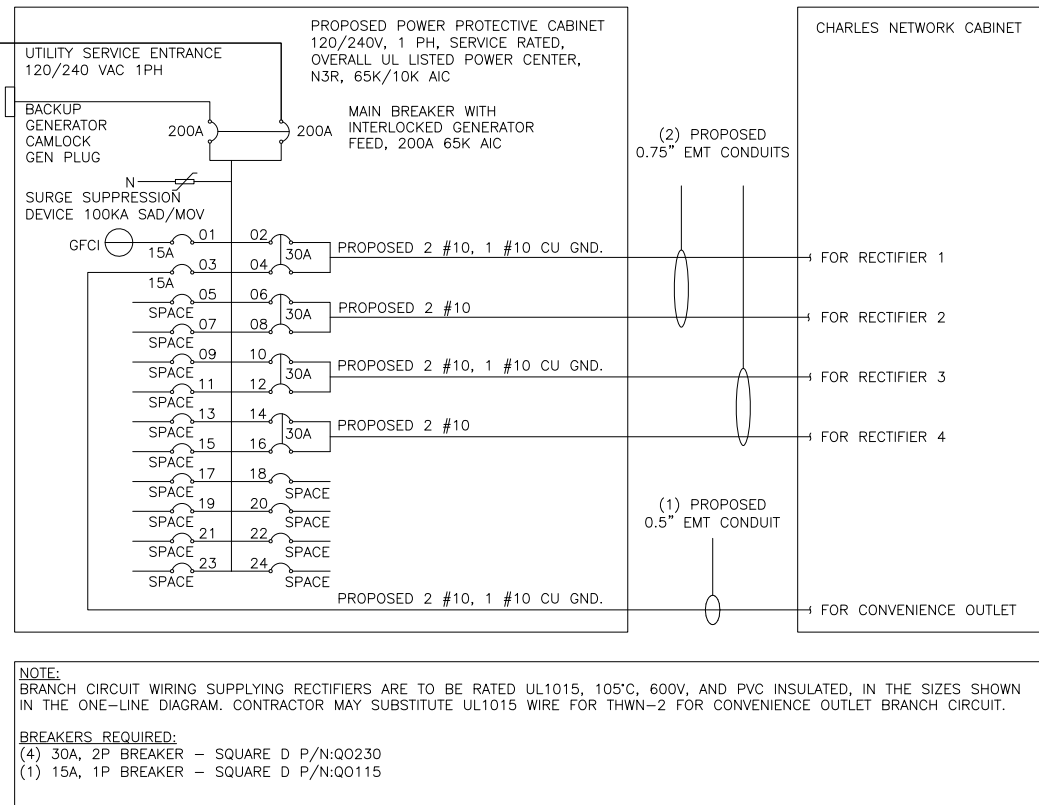 PROPOSED POWER PROTECTIVE CABINET
120/240V, 1 PH, SERVICE RATED,
OVERALL UL LISTED POWER CENTER,
N3R, 65K/10K AIC
CHARLES NETWORK CABINET
UTILITY SERVICE ENTRANCE
120/240 VAC 1PH
BACKUP
GENERATOR
CAMLOCK
GEN PLUG
200A
200A
MAIN BREAKER WITH
INTERLOCKED GENERATOR
FEED, 200A 65K AIC
(2) PROPOSED
0.75" EMT CONDUITS
N
SURGE SUPPRESSION
DEVICE 100KA SAD/MOV
GFCI
15A
01
02
30A
PROPOSED 2 #10, 1 #10 CU GND.
FOR RECTIFIER 1
15A
03
04
SPACE
05
06
30A
PROPOSED 2 #10
FOR RECTIFIER 2
SPACE
07
08
SPACE
09
10
30A
PROPOSED 2 #10, 1 #10 CU GND.
FOR RECTIFIER 3
SPACE
11
12
SPACE
13
14
30A
PROPOSED 2 #10
FOR RECTIFIER 4
SPACE
15
16
SPACE
17
18
SPACE
SPACE
19
20
SPACE
SPACE
21
22
SPACE
SPACE
23
24
SPACE
(1) PROPOSED
0.5" EMT CONDUIT
PROPOSED 2 #10, 1 #10 CU GND.
FOR CONVENIENCE OUTLET
NOTE:
BRANCH CIRCUIT WIRING SUPPLYING RECTIFIERS ARE TO BE RATED UL1015, 105°C, 600V, AND PVC INSULATED, IN THE SIZES SHOWN
IN THE ONE-LINE DIAGRAM. CONTRACTOR MAY SUBSTITUTE UL1015 WIRE FOR THWN-2 FOR CONVENIENCE OUTLET BRANCH CIRCUIT.
BREAKERS REQUIRED:
(4) 30A, 2P BREAKER - SQUARE D P/N:QO230
(1) 15A, 1P BREAKER - SQUARE D P/N:QO115